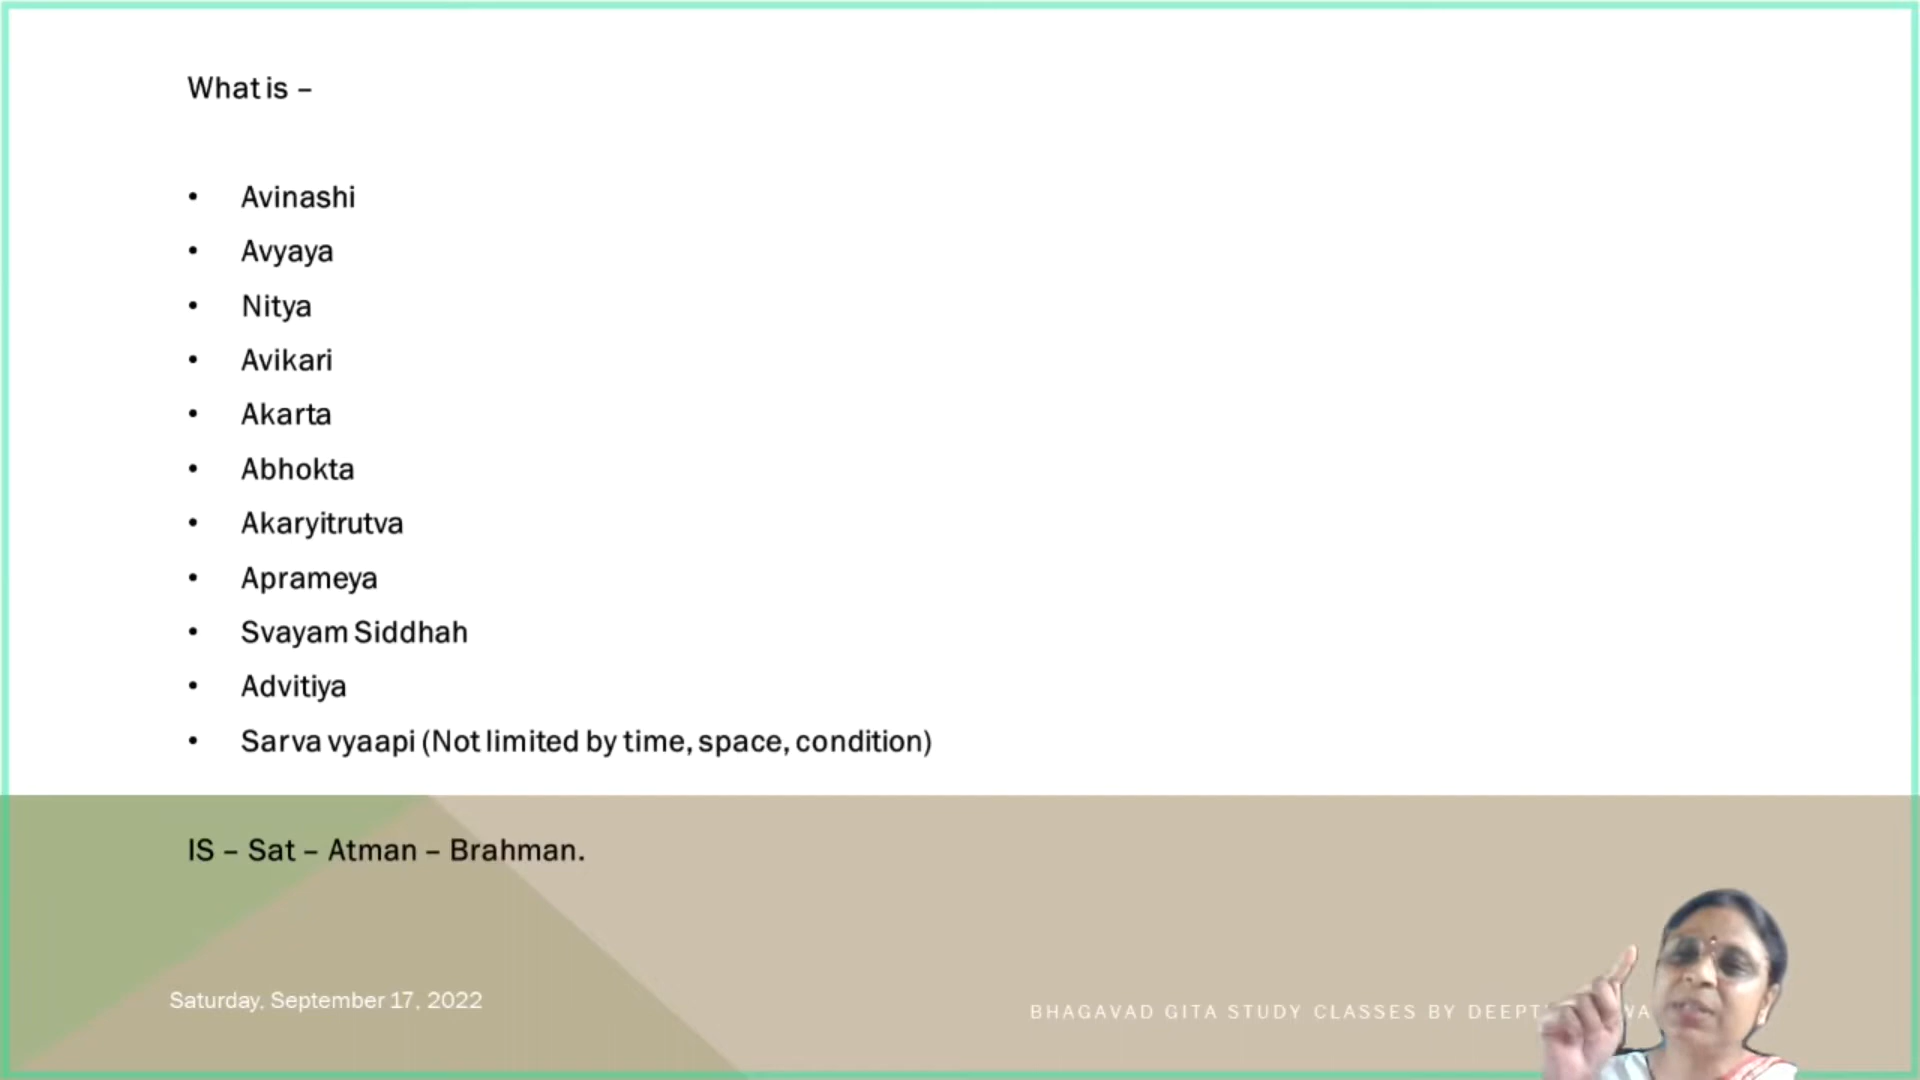 What is –
• Avinashi
• Avyaya
• Nitya
• Avikari
• Akarta
• Abhokta
• Akaryitrutva
• Aprameya
• Svayam Siddhah
• Advitiya
• Sarva vyaapi (Not limited by time, space, condition)
IS – Sat – Atman – Brahman.
Saturday, September 17, 2022
BHAGAVAD GITA STUDY CLASSES BY